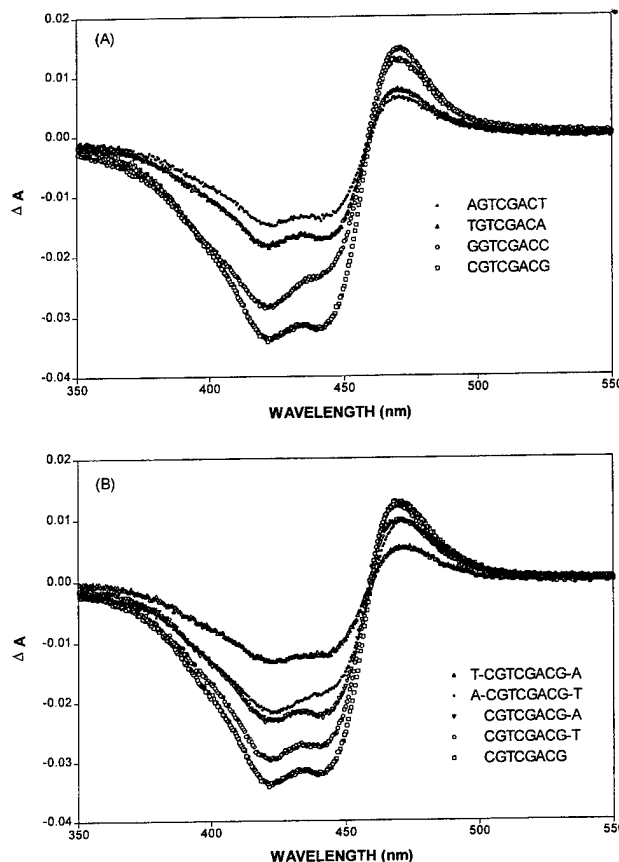 (A)
0.02
0.01
0.00
-0.01
-0.02
-0.03
-0.04
Δ A
AGTCGACT
TGTCGACA
GGTCGACC
CGTCGACG
350
400
450
500
550
WAVELENGTH (nm)
(B)
0.02
0.01
0.00
-0.01
-0.02
-0.03
-0.04
Δ A
T-CGTCGACG-A
A-CGTCGACG-T
CGTCGACG-A
CGTCGACG-T
CGTCGACG
350
400
450
500
550
WAVELENGTH (nm)